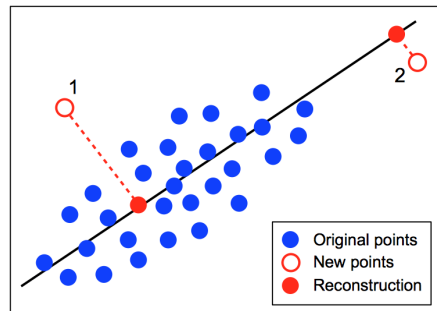 1
2
Original points
New points
Reconstruction